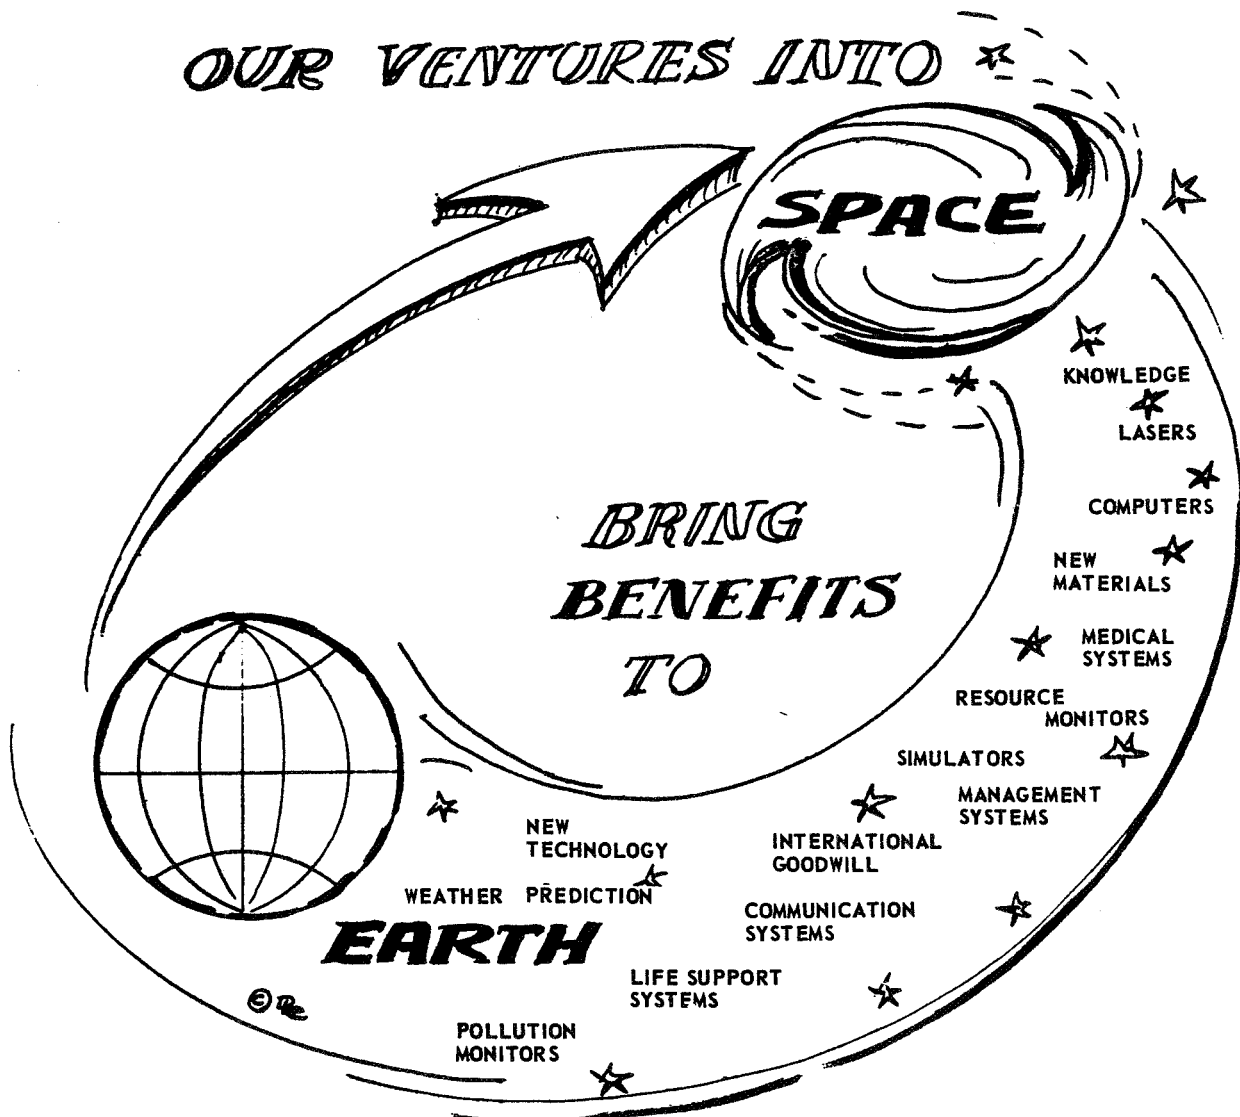 OUR VENTURES INTO
SPACE
BRING
BENEFITS
TO
EARTH
KNOWLEDGE
LASERS
COMPUTERS
NEW
MATERIALS
MEDICAL
SYSTEMS
RESOURCE
MONITORS
SIMULATORS
MANAGEMENT
SYSTEMS
INTERNATIONAL
GOODWILL
COMMUNICATION
SYSTEMS
LIFE SUPPORT
SYSTEMS
NEW
TECHNOLOGY
WEATHER PREDICTION
POLLUTION
MONITORS
©